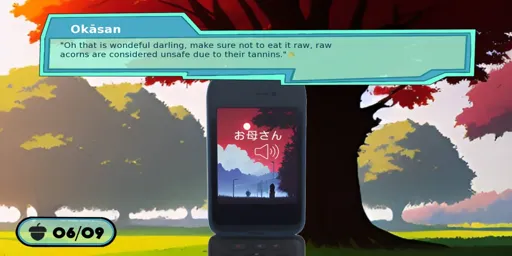 Okāsan
"Oh that is wondeful darling, make sure not to eat it raw, raw
acorns are considered unsafe due to their tannins."
お母さん
06/09